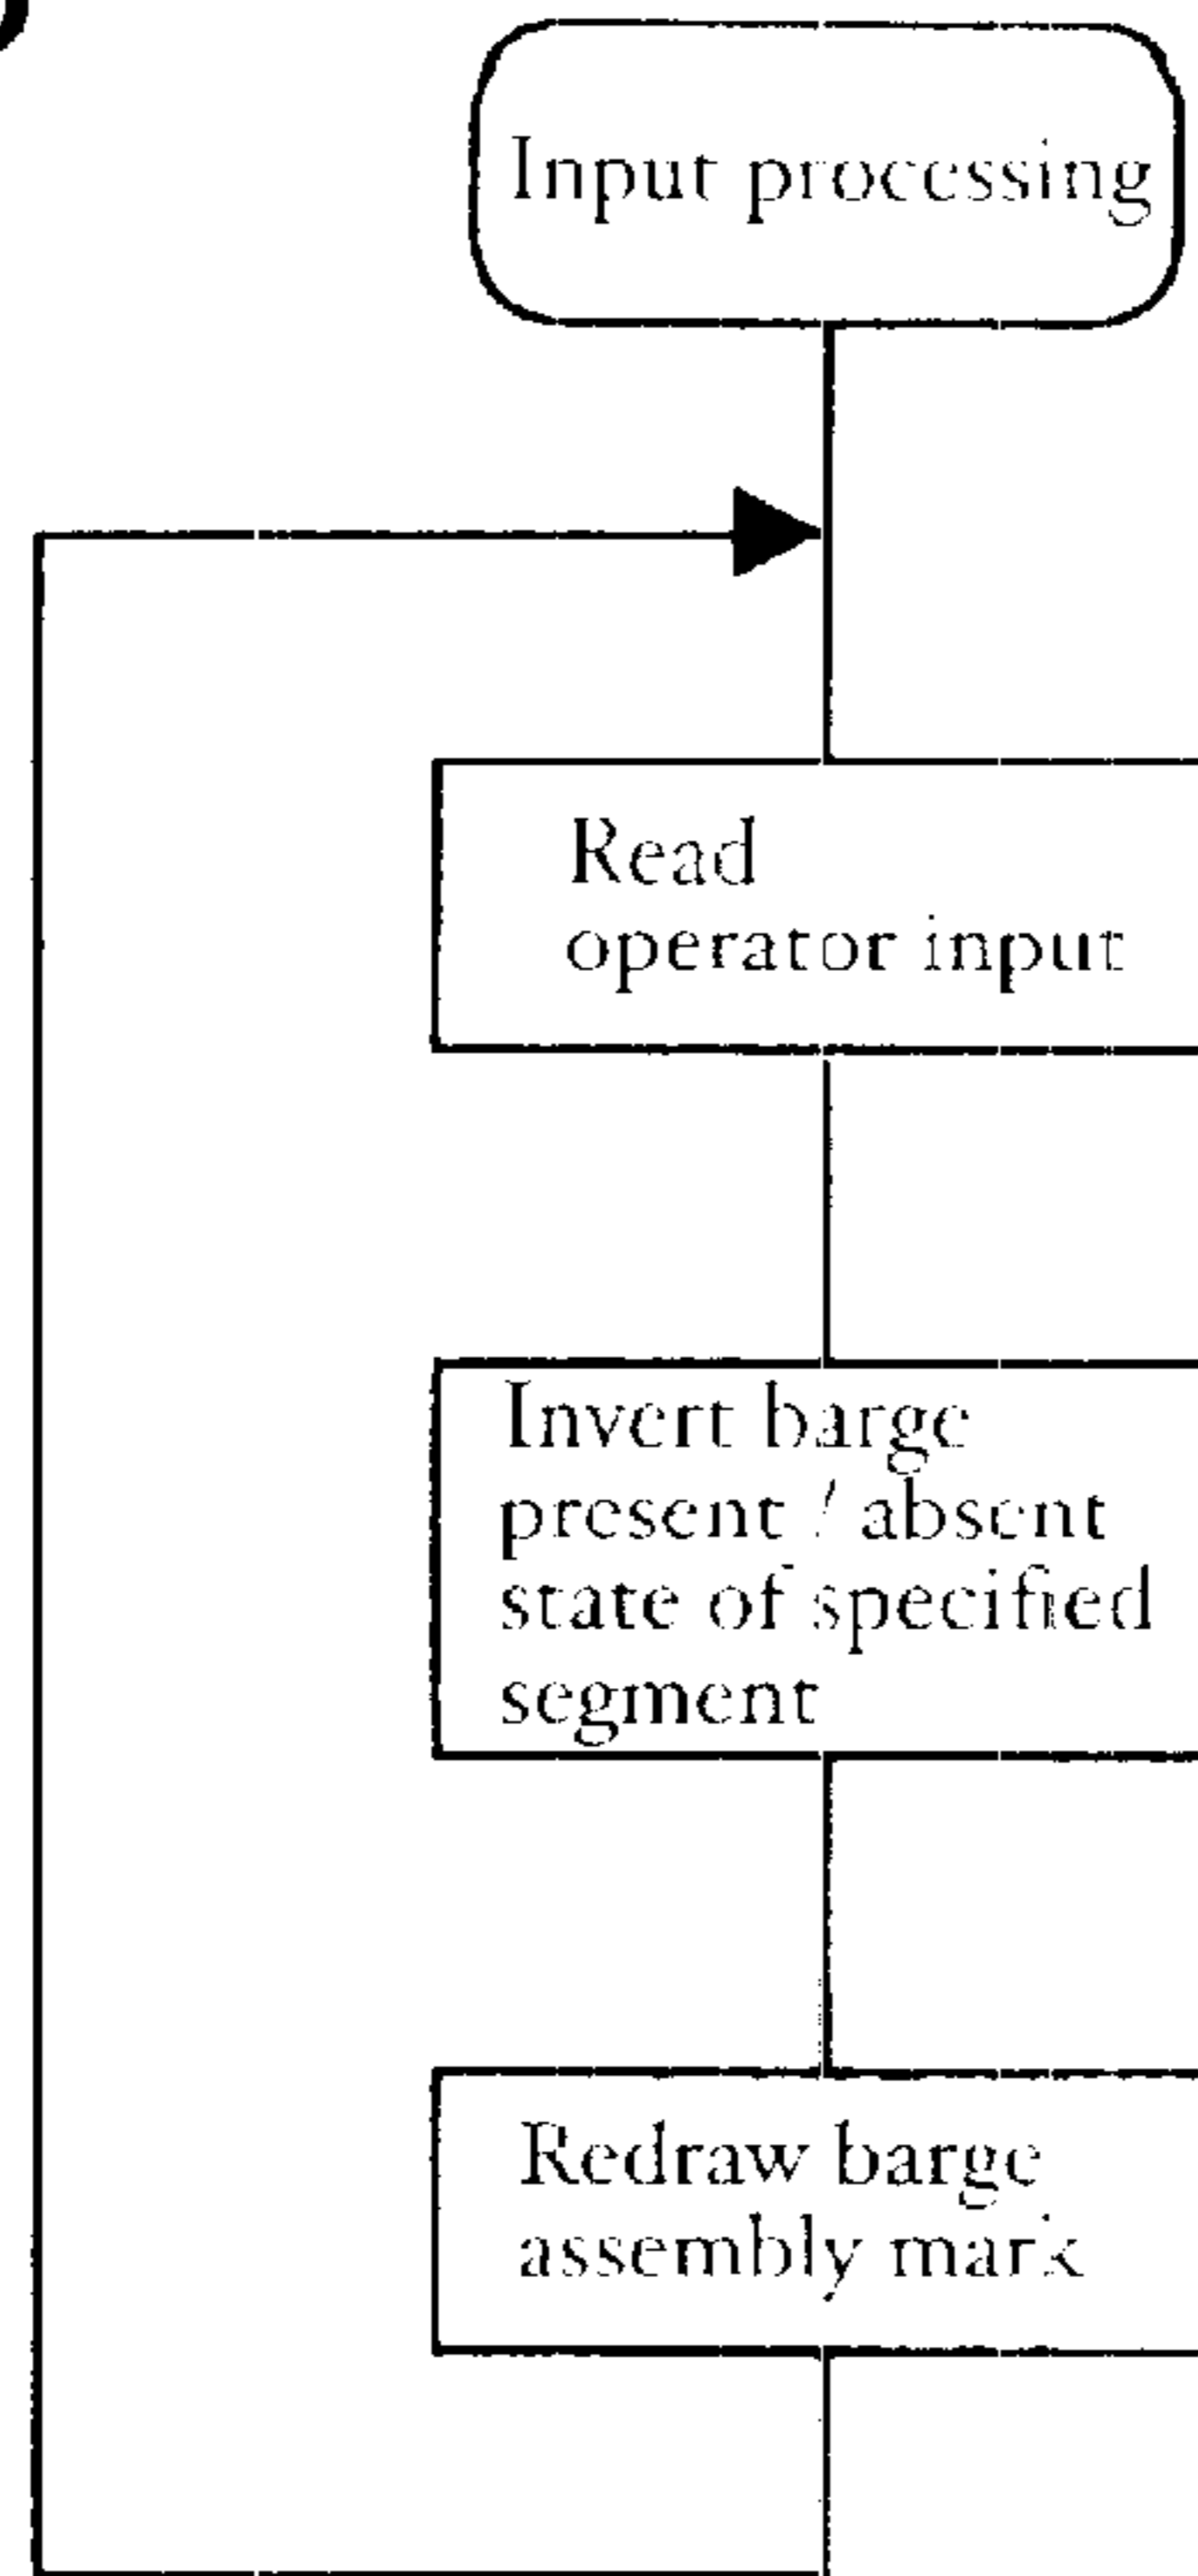 Input processing
Read
operator input
Invert barge
present / absent
state of specified
segment
Redraw barge
assembly mark